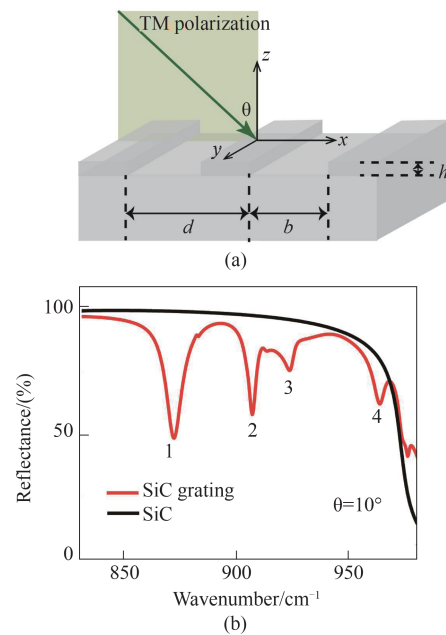 TM polarization
z
θ
x
y
h
d
b
(a)
100
50
0
Reflectance/(%)
1
2
3
4
SiC grating
SiC
θ=10°
850
900
950
Wavenumber/cm⁻¹
(b)